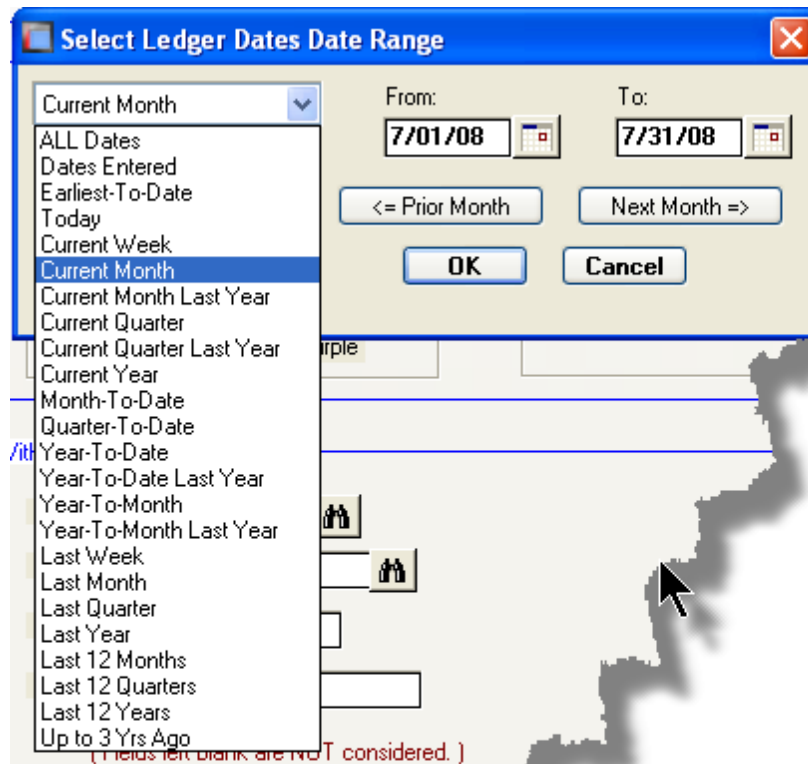 Select Ledger Dates Date Range
Current Month
From:
To:
7/01/08
7/31/08
<= Prior Month
Next Month =>
OK
Cancel
ALL Dates
Dates Entered
Earliest-To-Date
Today
Current Week
Current Month
Current Month Last Year
Current Quarter
Current Quarter Last Year
Current Year
Month-To-Date
Quarter-To-Date
Year-To-Date
Year-To-Date Last Year
Year-To-Month
Year-To-Month Last Year
Last Week
Last Month
Last Quarter
Last Year
Last 12 Months
Last 12 Quarters
Last 12 Years
Up to 3 Yrs Ago
( Fields left blank are NOT considered. )